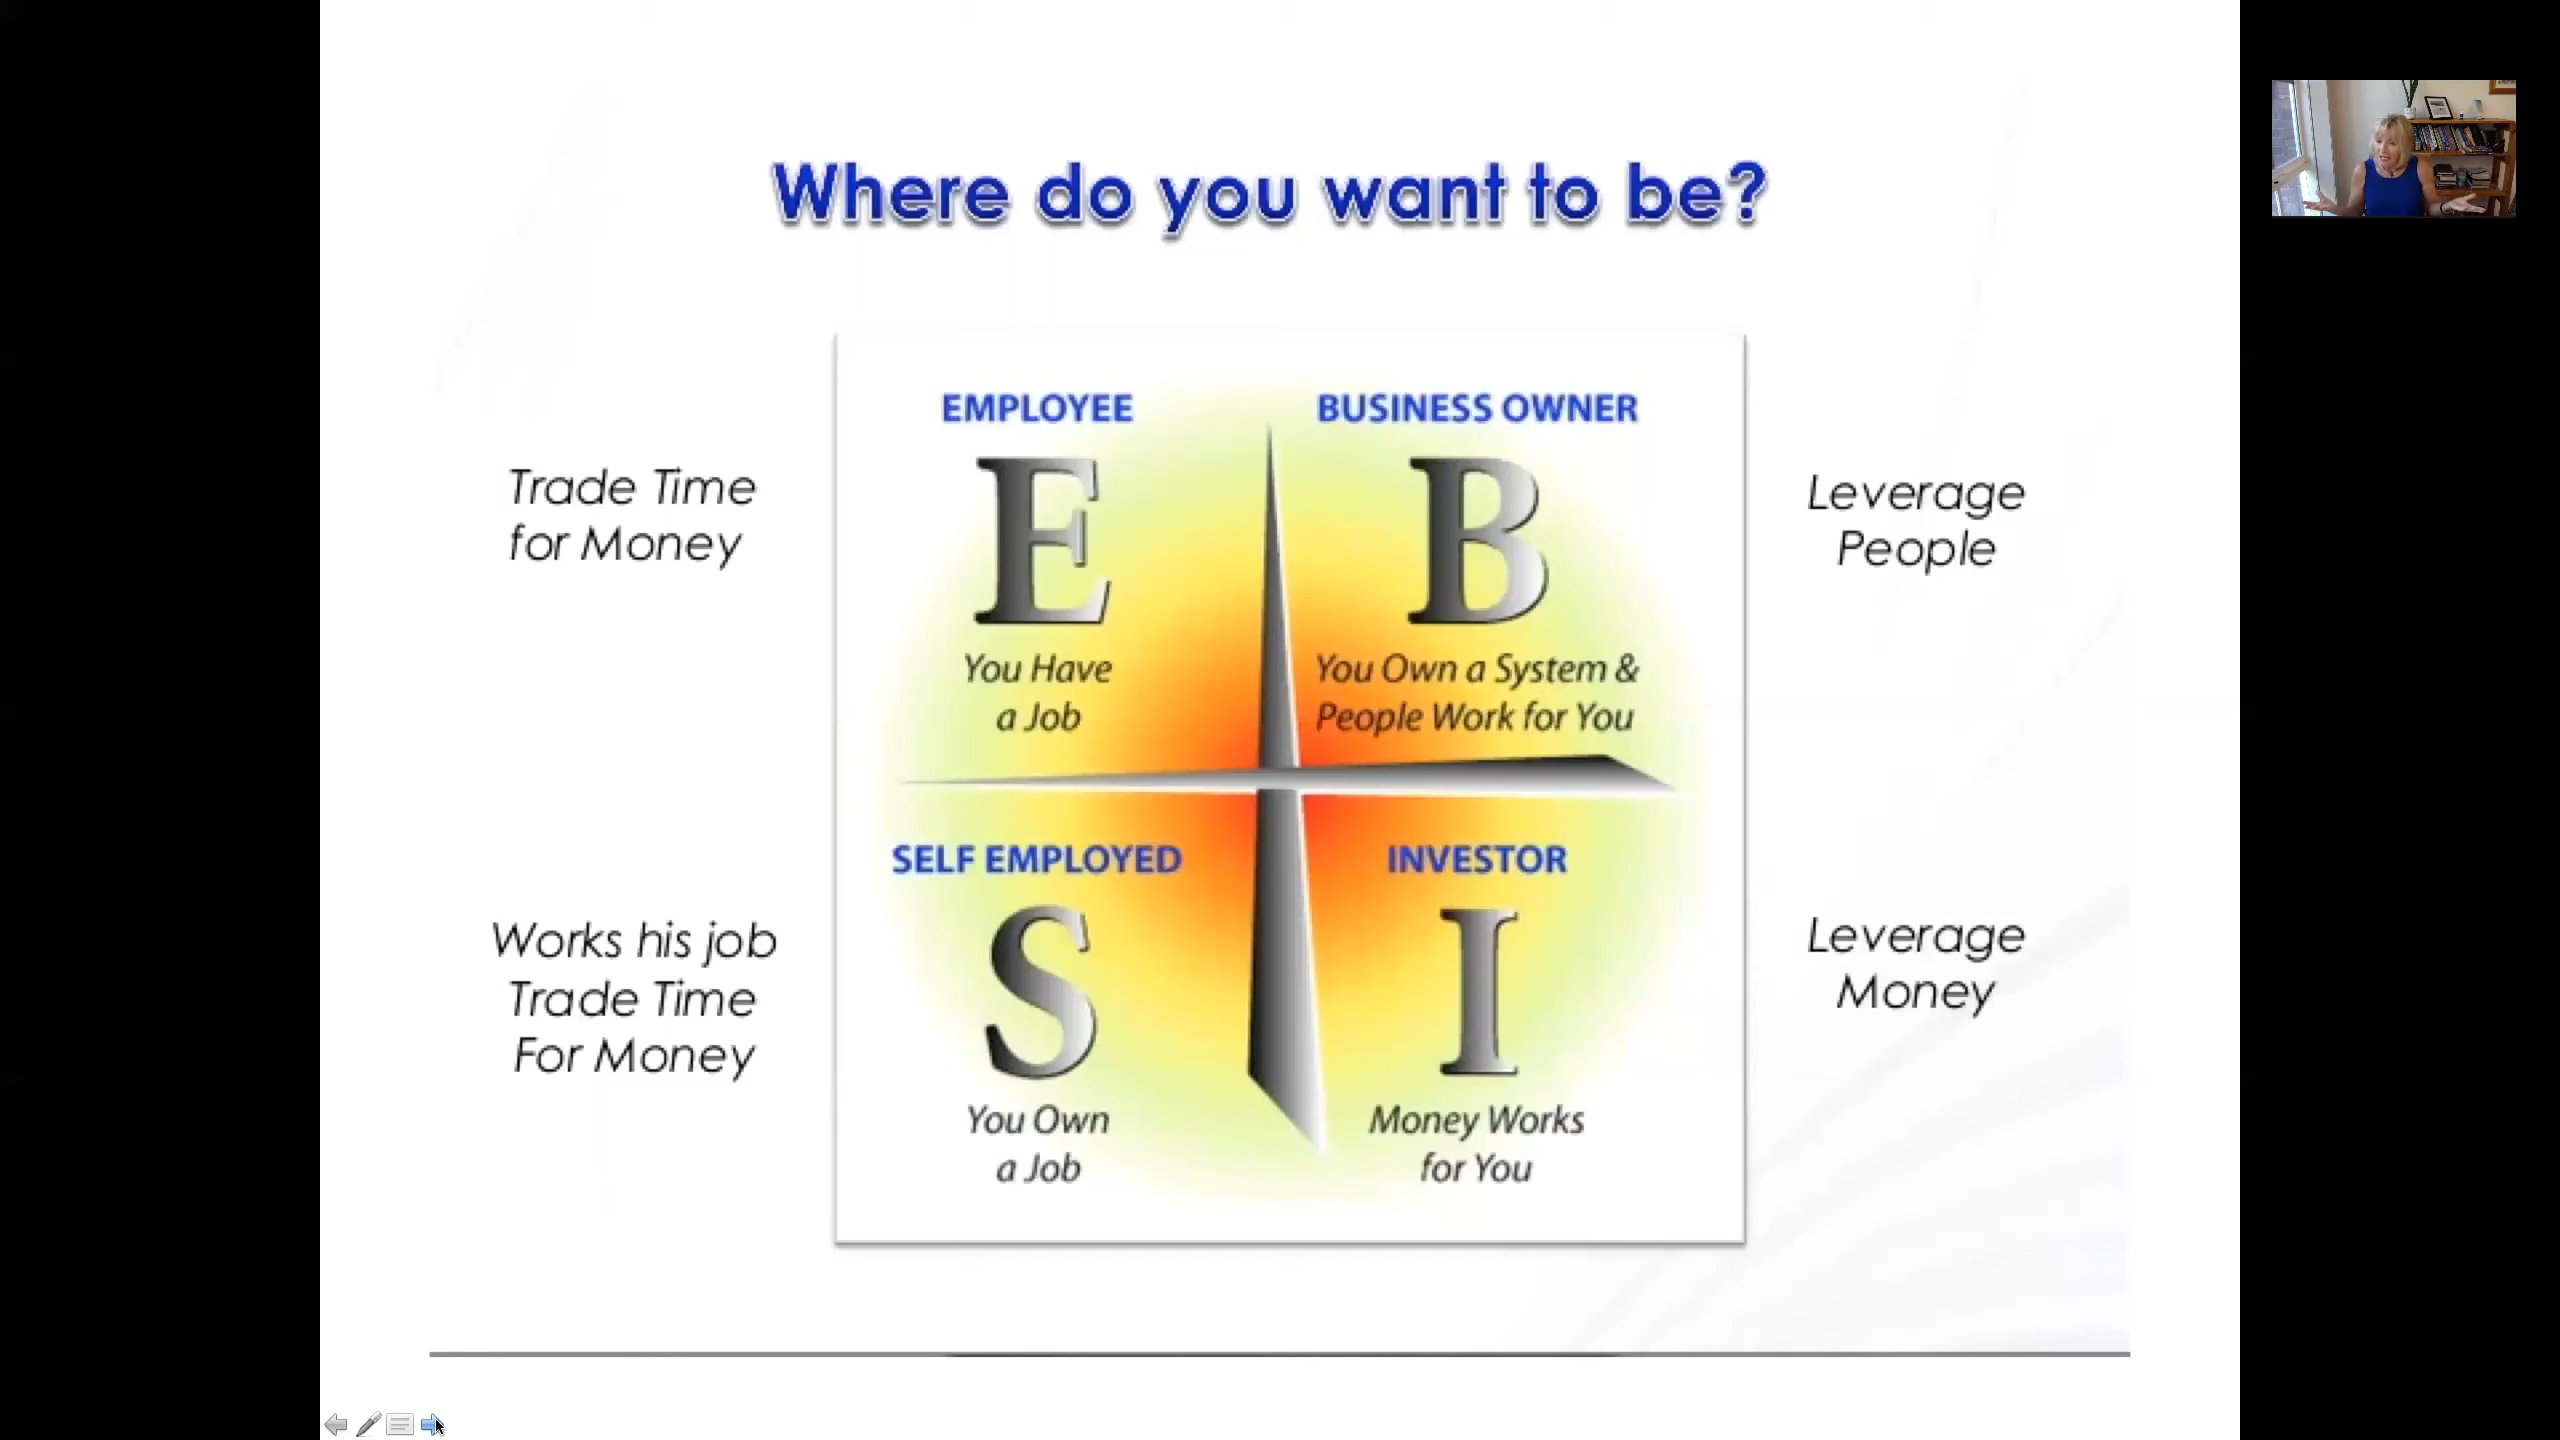 Where do you want to be?
Trade Time
for Money
EMPLOYEE
E
You Have
a Job
BUSINESS OWNER
B
You Own a System &
People Work for You
Leverage
People
Works his job
Trade Time
For Money
SELF EMPLOYED
S
You Own
a Job
INVESTOR
I
Money Works
for You
Leverage
Money